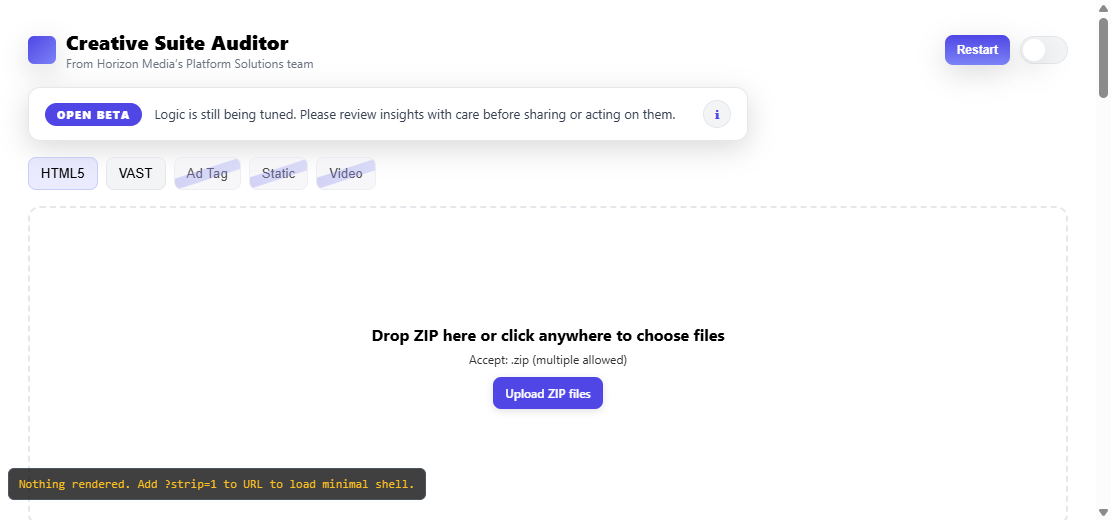 Creative Suite Auditor
From Horizon Media's Platform Solutions team
Restart
OPEN BETA
Logic is still being tuned. Please review insights with care before sharing or acting on them.
i
HTML5
VAST
Ad Tag
Static
Video
Drop ZIP here or click anywhere to choose files
Accept: .zip (multiple allowed)
Upload ZIP files
Nothing rendered. Add ?strip=1 to URL to load minimal shell.